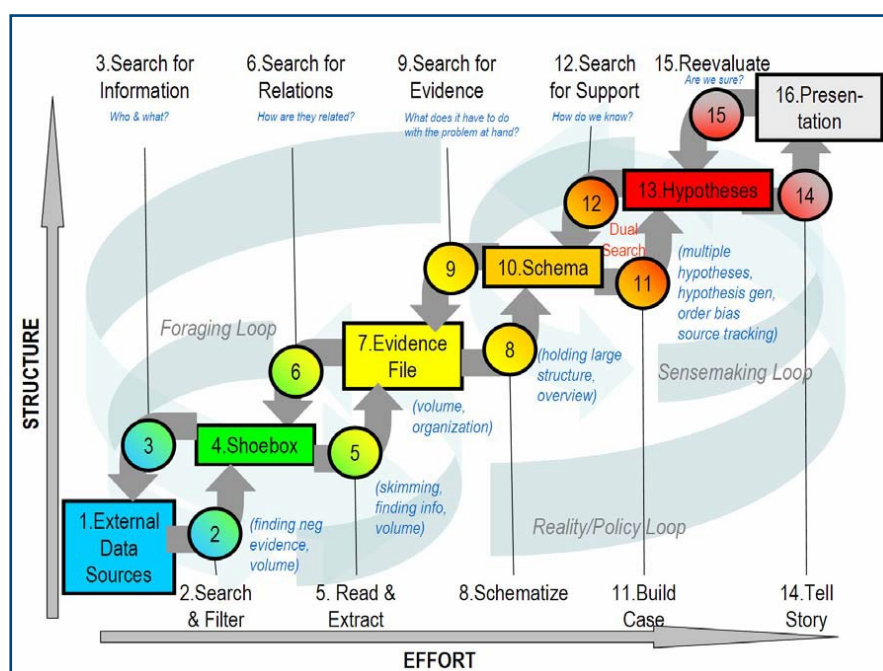 3.Search for
Information
Who & what?
6.Search for
Relations
How are they related?
9.Search for
Evidence
What does it have to do
with the problem at hand?
12.Search
for Support
How do we know?
15.Reevaluate
Are we sure?
16.Presen-
tation
15
13.Hypotheses
14
12
Dual
Search
10.Schema
11
9
(multiple
hypotheses,
hypothesis gen,
order bias
source tracking)
Foraging Loop
7.Evidence
File
8
(holding large
structure,
overview)
Sensemaking Loop
6
(volume,
organization)
3
4.Shoebox
5
(skimming,
finding info,
volume)
1.External
Data
Sources
2
(finding neg
evidence,
volume)
Reality/Policy Loop
2.Search
& Filter
5. Read &
Extract
8.Schematize
11.Build
Case
14.Tell
Story
STRUCTURE
EFFORT